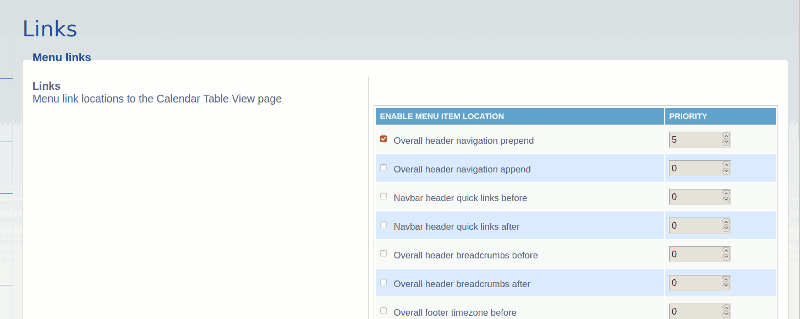 Links
Menu links
Links
Menu link locations to the Calendar Table View page
ENABLE MENU ITEM LOCATION PRIORITY
Overall header navigation prepend 5
Overall header navigation append 0
Navbar header quick links before 0
Navbar header quick links after 0
Overall header breadcrumbs before 0
Overall header breadcrumbs after 0
Overall footer timezone before 0